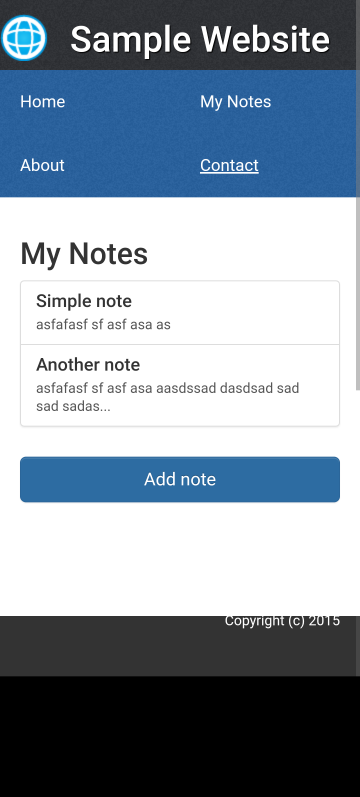 Sample Website
Home
My Notes
About
Contact
My Notes
Simple note
asfafasf sf asf asa as
Another note
asfafasf sf asf asa aasdssad dasdsad sad
sad sadas...
Add note
Copyright (c) 2015